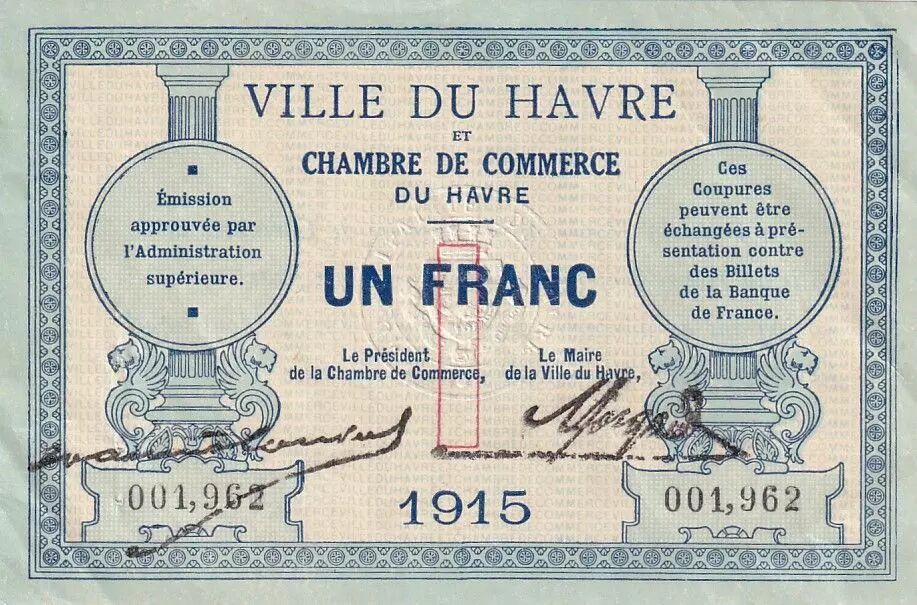 VILLE DU HAVRE
ET
CHAMBRE DE COMMERCE
DU HAVRE
Émission
approuvée par
l'Administration
supérieure.
Ces
Coupures
peuvent être
échangées à pré-
sentation contre
des Billets
de la Banque
de France.
UN FRANC
1
Le Président
de la Chambre de Commerce,
Le Maire
de la Ville du Havre,
001,962
1915
001,962